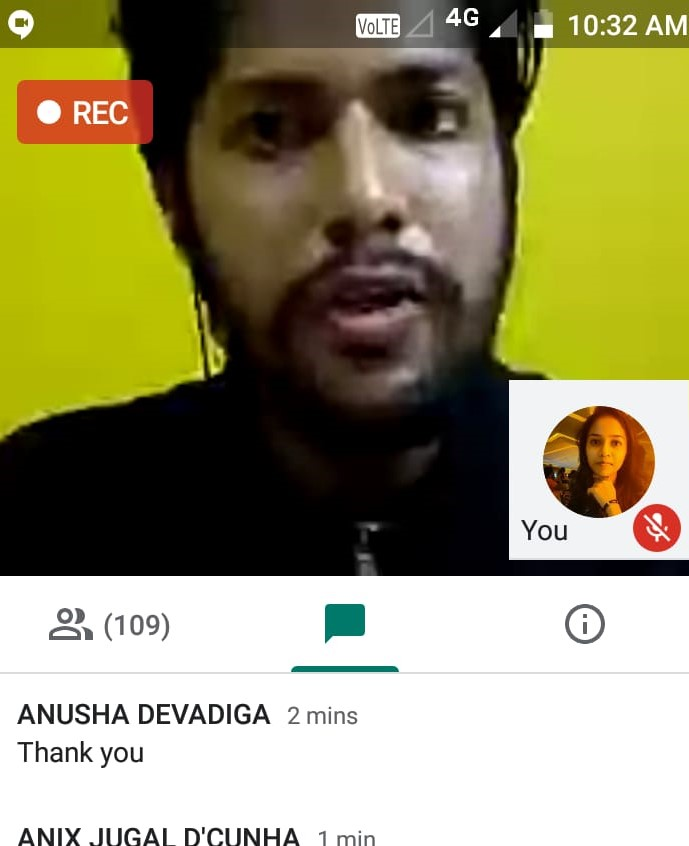 VoLTE 4G 10:32 AM
REC
You
(109)
ANUSHA DEVADIGA 2 mins
Thank you
ANIX JUGAL D'CUNHA 1 min